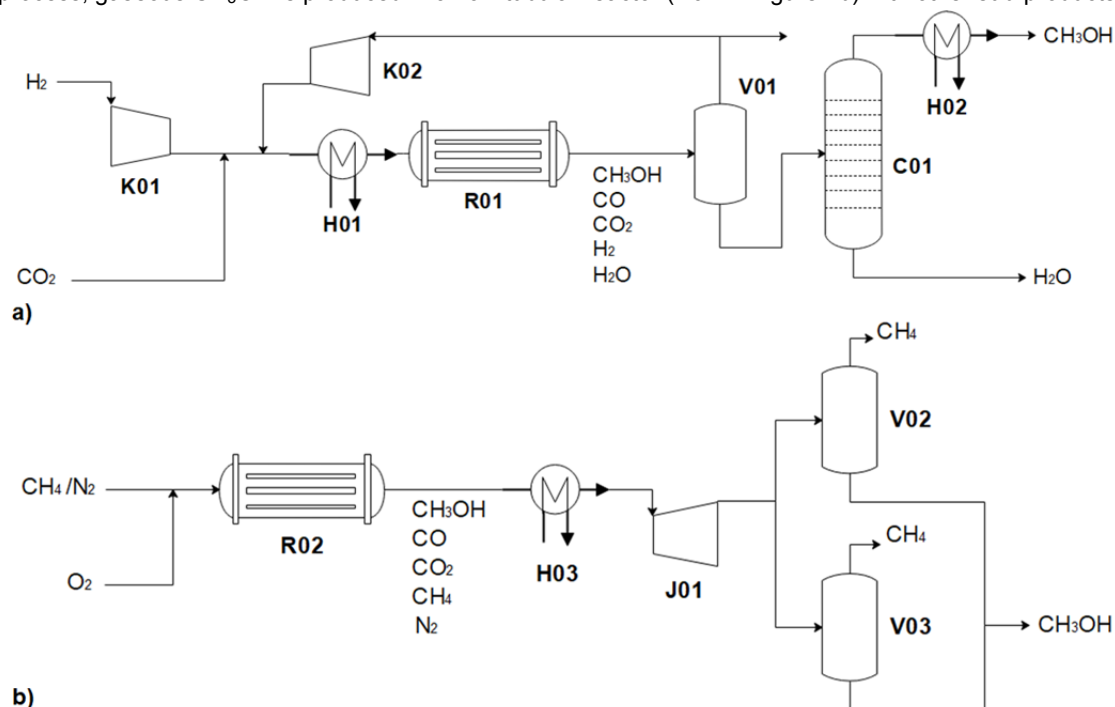 H₂
K01
CO₂
K02
H01
R01
CH₃OH
CO
CO₂
H₂
H₂O
V01
C01
H02
CH₃OH
H₂O
a)
CH₄/N₂
O₂
R02
CH₃OH
CO
CO₂
CH₄
N₂
H03
J01
CH₄
V02
CH₄
V03
CH₃OH
b)